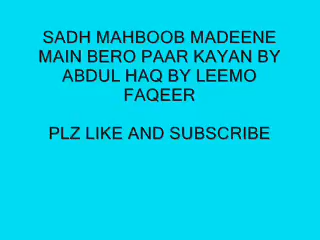 SADH MAHBOOB MADEENE
MAIN BERO PAAR KAYAN BY
ABDUL HAQ BY LEEMO
FAQEER
PLZ LIKE AND SUBSCRIBE